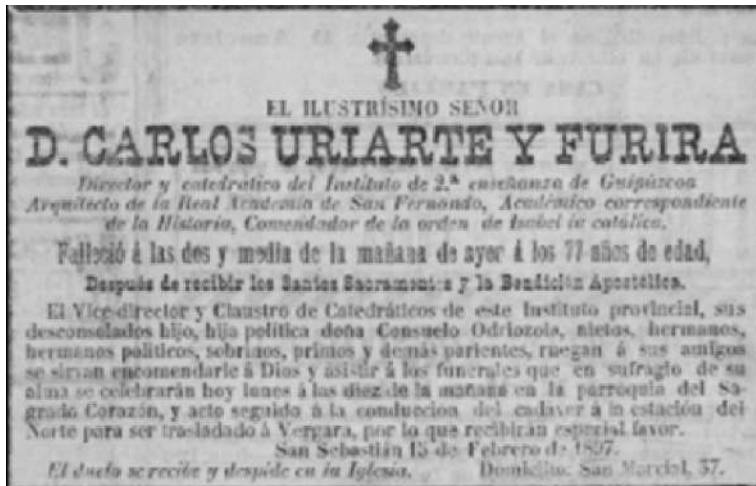 EL ILUSTRÍSIMO SEÑOR
D. CARLOS URIARTE Y FURIRA
Director y catedrático del Instituto de 2.ª enseñanza de Guipúzcoa
Arquitecto de la Real Academia de San Fernando, Académico correspondiente
de la Historia, Comendador de la orden de Isabel la católica.
Falleció á las dos y media de la mañana de ayer á los 77 años de edad,
Después de recibir los Santos Sacramentos y la Bendición Apostólica.
El Vice-director y Claustro de Catedráticos de este Instituto provincial, sus
desconsolados hijo, hija política doña Consuelo Odriozola, nietas, hermanos,
hermanos políticos, sobrinos, primos y demás parientes, ruegan á sus amigos
se sirvan encomendarle á Dios y asistir á los funerales que en sufragio de su
alma se celebrarán hoy lunes á las diez de la mañana en la parroquia del Sa-
grado Corazón, y acto seguido á la conduccion del cadaver á la estación del
Norte para ser trasladado á Vergara, por lo que recibirán especial favor.
San Sebastián 15 de Febrero de 1897.
El duelo se recibe y despide en la Iglesia. Domicilio: San Marcial, 37.